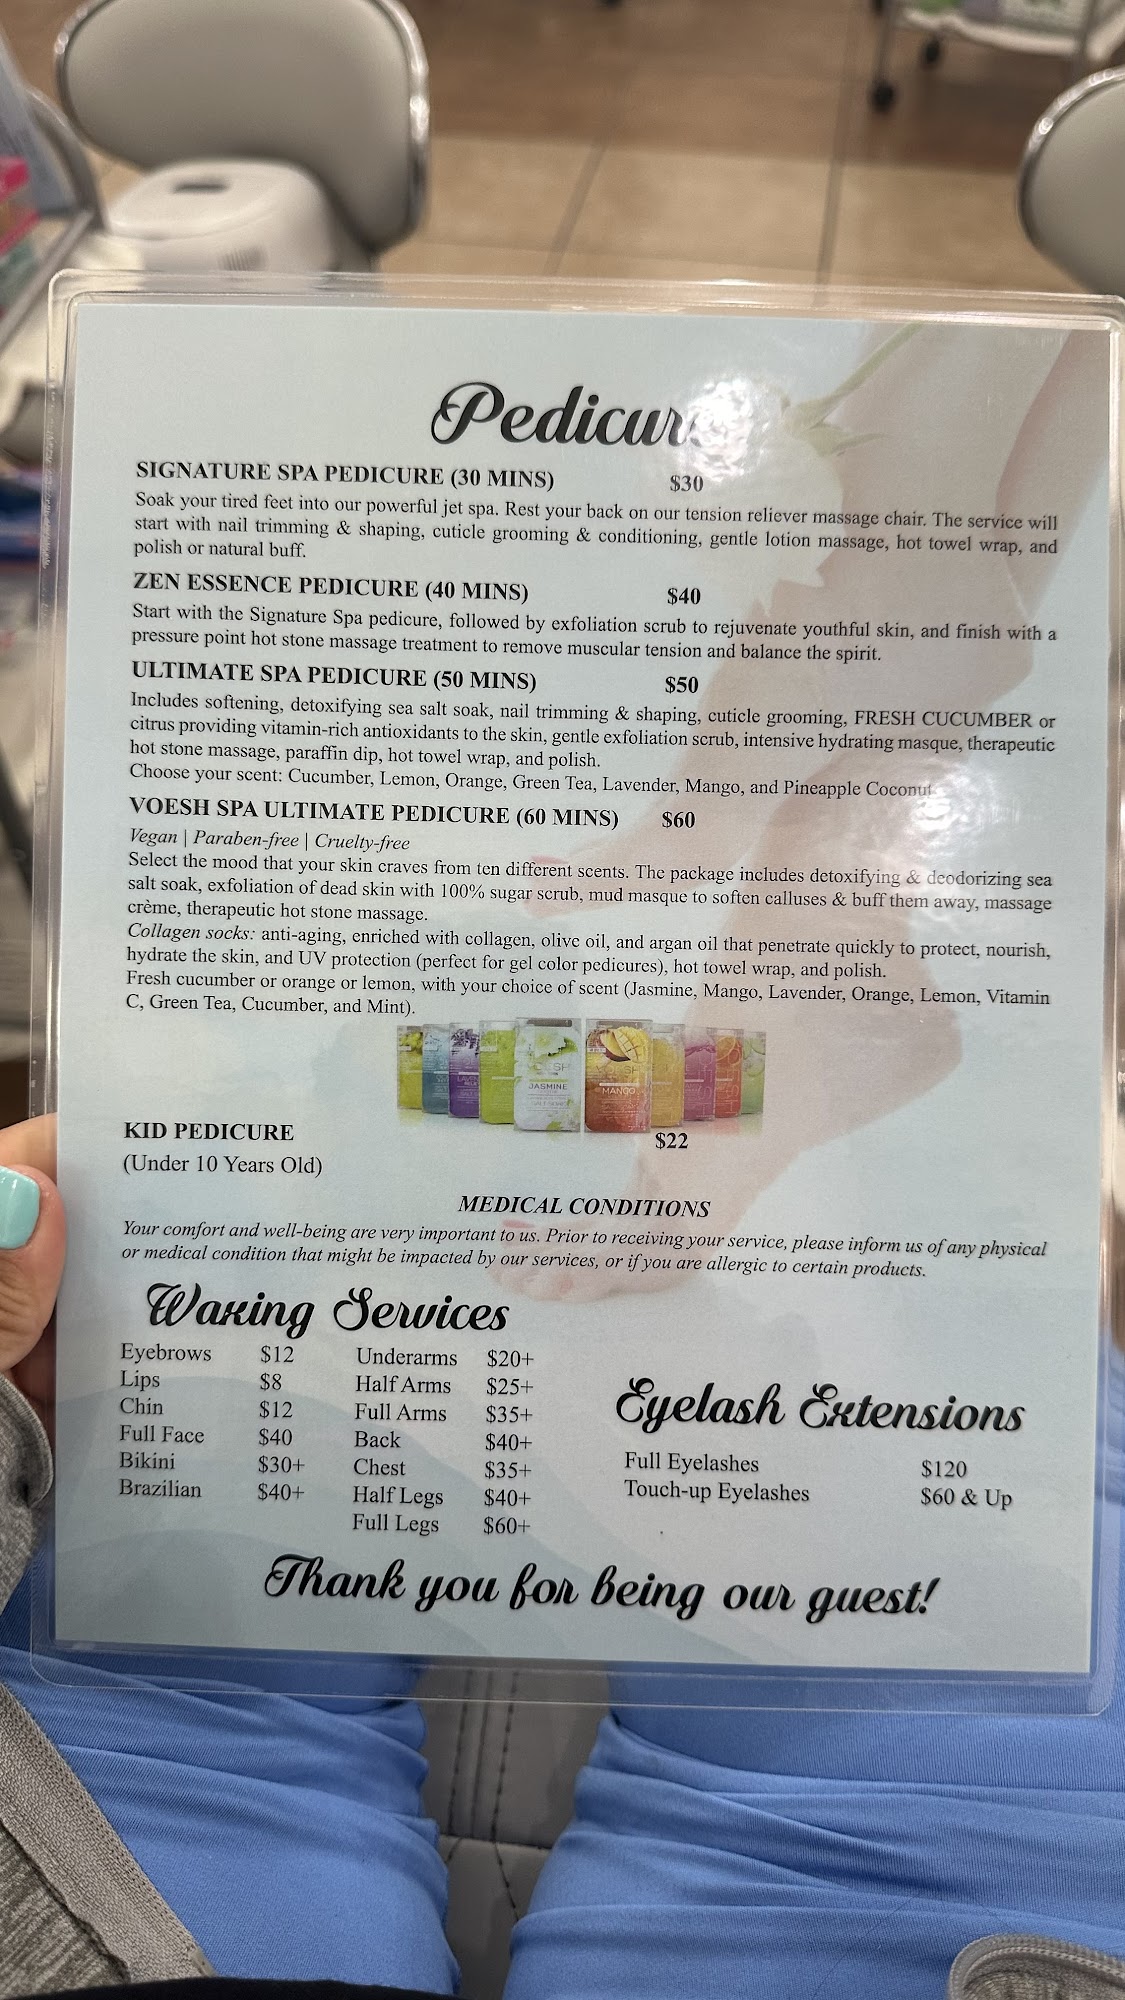 Pedicure
SIGNATURE SPA PEDICURE (30 MINS) $30
Soak your tired feet into our powerful jet spa. Rest your back on our tension reliever massage chair. The service will
start with nail trimming & shaping, cuticle grooming & conditioning, gentle lotion massage, hot towel wrap, and
polish or natural buff.
ZEN ESSENCE PEDICURE (40 MINS) $40
Start with the Signature Spa pedicure, followed by exfoliation scrub to rejuvenate youthful skin, and finish with a
pressure point hot stone massage treatment to remove muscular tension and balance the spirit.
ULTIMATE SPA PEDICURE (50 MINS) $50
Includes softening, detoxifying sea salt soak, nail trimming & shaping, cuticle grooming, FRESH CUCUMBER or
citrus providing vitamin-rich antioxidants to the skin, gentle exfoliation scrub, intensive hydrating masque, therapeutic
hot stone massage, paraffin dip, hot towel wrap, and polish.
Choose your scent: Cucumber, Lemon, Orange, Green Tea, Lavender, Mango, and Pineapple Coconut
VOESH SPA ULTIMATE PEDICURE (60 MINS) $60
Vegan | Paraben-free | Cruelty-free
Select the mood that your skin craves from ten different scents. The package includes detoxifying & deodorizing sea
salt soak, exfoliation of dead skin with 100% sugar scrub, mud masque to soften calluses & buff them away, massage
crème, therapeutic hot stone massage.
Collagen socks: anti-aging, enriched with collagen, olive oil, and argan oil that penetrate quickly to protect, nourish,
hydrate the skin, and UV protection (perfect for gel color pedicures), hot towel wrap, and polish.
Fresh cucumber or orange or lemon, with your choice of scent (Jasmine, Mango, Lavender, Orange, Lemon, Vitamin
C, Green Tea, Cucumber, and Mint).
JASMINE
MANGO
KID PEDICURE $22
(Under 10 Years Old)
MEDICAL CONDITIONS
Your comfort and well-being are very important to us. Prior to receiving your service, please inform us of any physical
or medical condition that might be impacted by our services, or if you are allergic to certain products.
Waxing Services
Eyebrows $12
Lips $8
Chin $12
Full Face $40
Bikini $30+
Brazilian $40+
Underarms $20+
Half Arms $25+
Full Arms $35+
Back $40+
Chest $35+
Half Legs $40+
Full Legs $60+
Eyelash Extensions
Full Eyelashes $120
Touch-up Eyelashes $60 & Up
Thank you for being our guest!